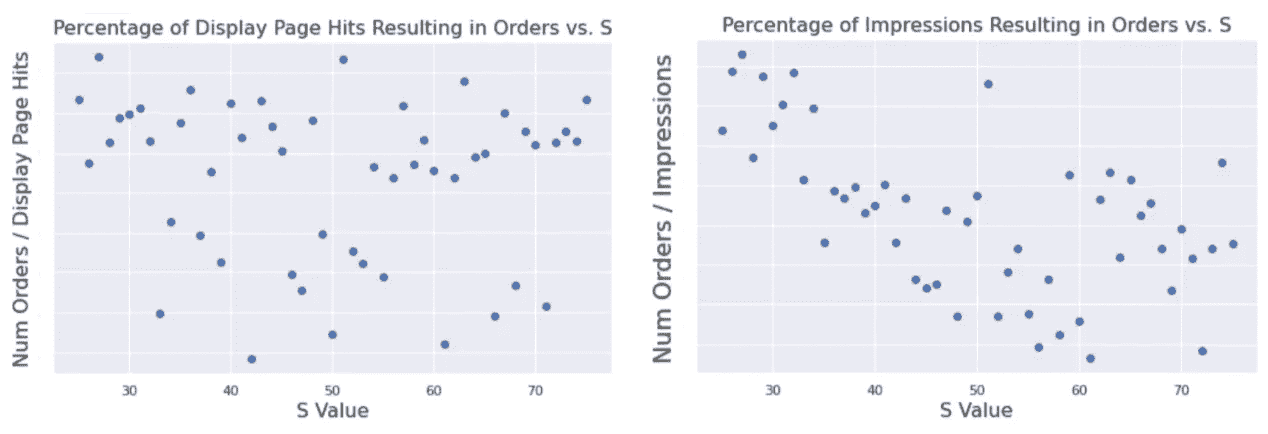 Percentage of Display Page Hits Resulting in Orders vs. S
Num Orders / Display Page Hits
30 40 50 60 70
S Value
Percentage of Impressions Resulting in Orders vs. S
Num Orders / Impressions
30 40 50 60 70
S Value